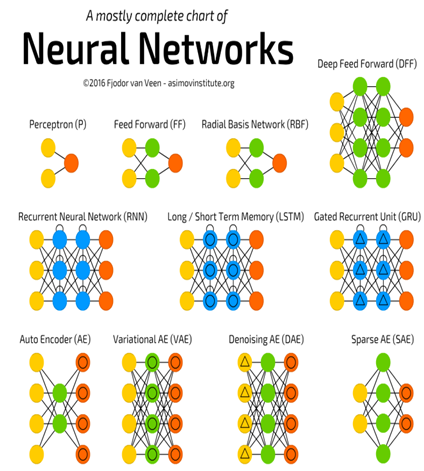 A mostly complete chart of
Neural Networks
©2016 Fjodor van Veen - asimovinstitute.org
Deep Feed Forward (DFF)
Perceptron (P)
Feed Forward (FF)
Radial Basis Network (RBF)
Recurrent Neural Network (RNN)
Long / Short Term Memory (LSTM)
Gated Recurrent Unit (GRU)
Auto Encoder (AE)
Variational AE (VAE)
Denoising AE (DAE)
Sparse AE (SAE)